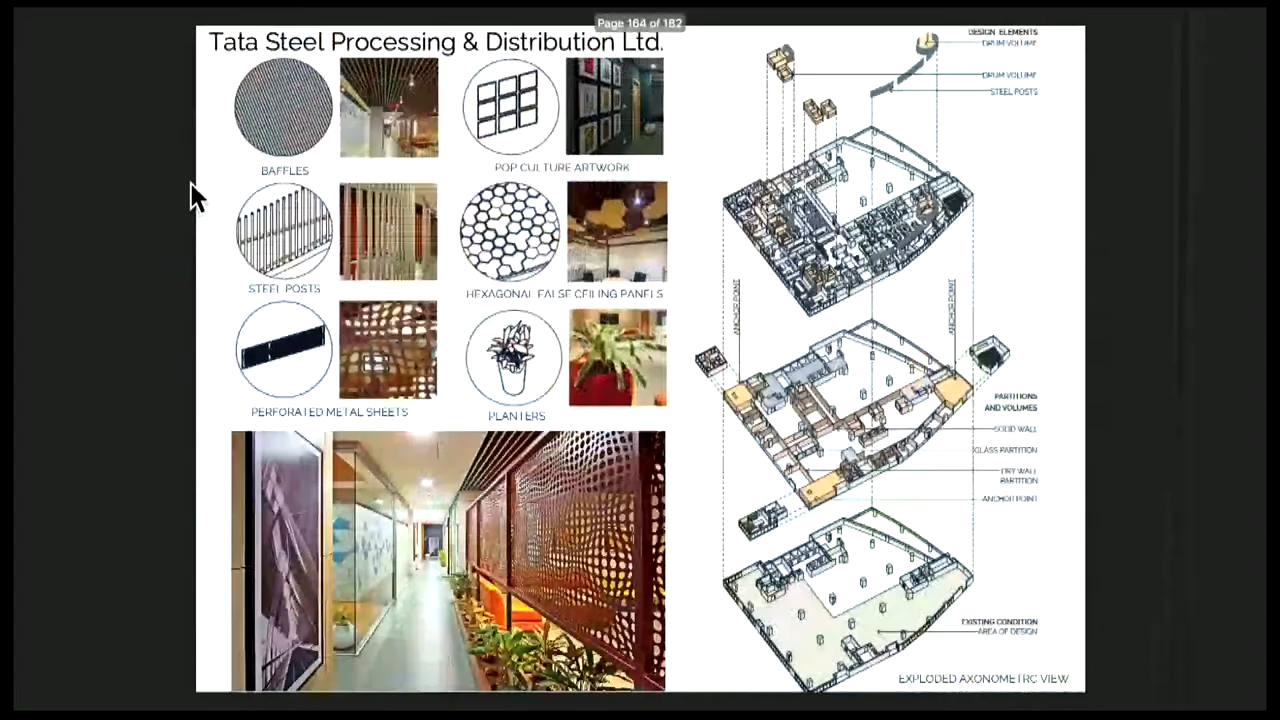 Page 164 of 182
Tata Steel Processing & Distribution Ltd.
BAFFLES
POP CULTURE ARTWORK
STEEL POSTS
HEXAGONAL FALSE CEILING PANELS
PERFORATED METAL SHEETS
PLANTERS
DESIGN ELEMENTS
DRUM VOLUME
DRUM VOLUME
STEEL POSTS
ANCHOR POINT
ANCHOR POINT
PARTITIONS
AND VOLUMES
SOLID WALL
GLASS PARTITION
DRY WALL
PARTITION
ANCHOR POINT
EXISTING CONDITION
AREA OF DESIGN
EXPLODED AXONOMETRC VIEW